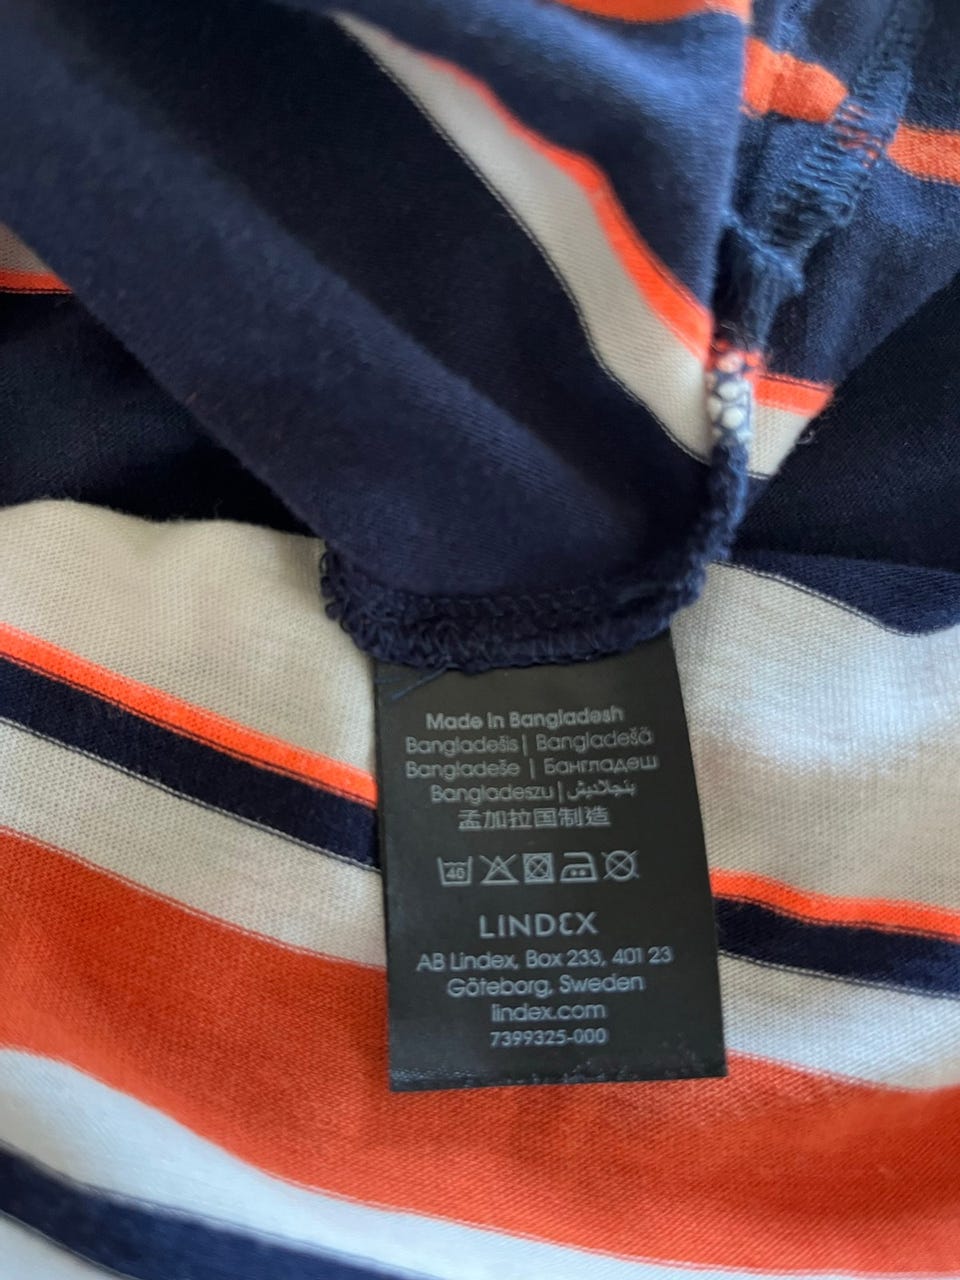 Made in Bangladesh
Bangladešis | Bangladešā
Bangladeše | Бангладеш
Bangladeszu | بنجلاديش
孟加拉国制造
40
LINDEX
AB Lindex, Box 233, 401 23
Göteborg, Sweden
lindex.com
7399325-000